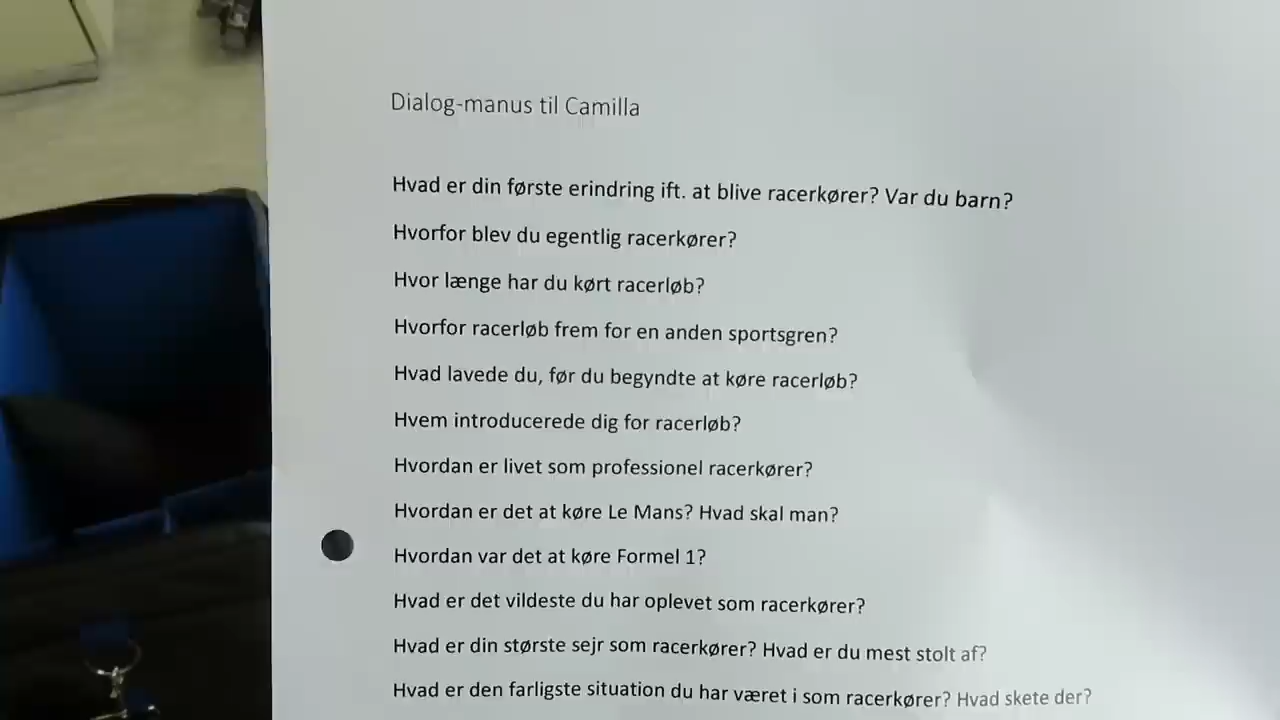 Dialog-manus til Camilla
Hvad er din første erindring ift. at blive racerkører? Var du barn?
Hvorfor blev du egentlig racerkører?
Hvor længe har du kørt racerløb?
Hvorfor racerløb frem for en anden sportsgren?
Hvad lavede du, før du begyndte at køre racerløb?
Hvem introducerede dig for racerløb?
Hvordan er livet som professionel racerkører?
Hvordan er det at køre Le Mans? Hvad skal man?
Hvordan var det at køre Formel 1?
Hvad er det vildeste du har oplevet som racerkører?
Hvad er din største sejr som racerkører? Hvad er du mest stolt af?
Hvad er den farligste situation du har været i som racerkører? Hvad skete der?